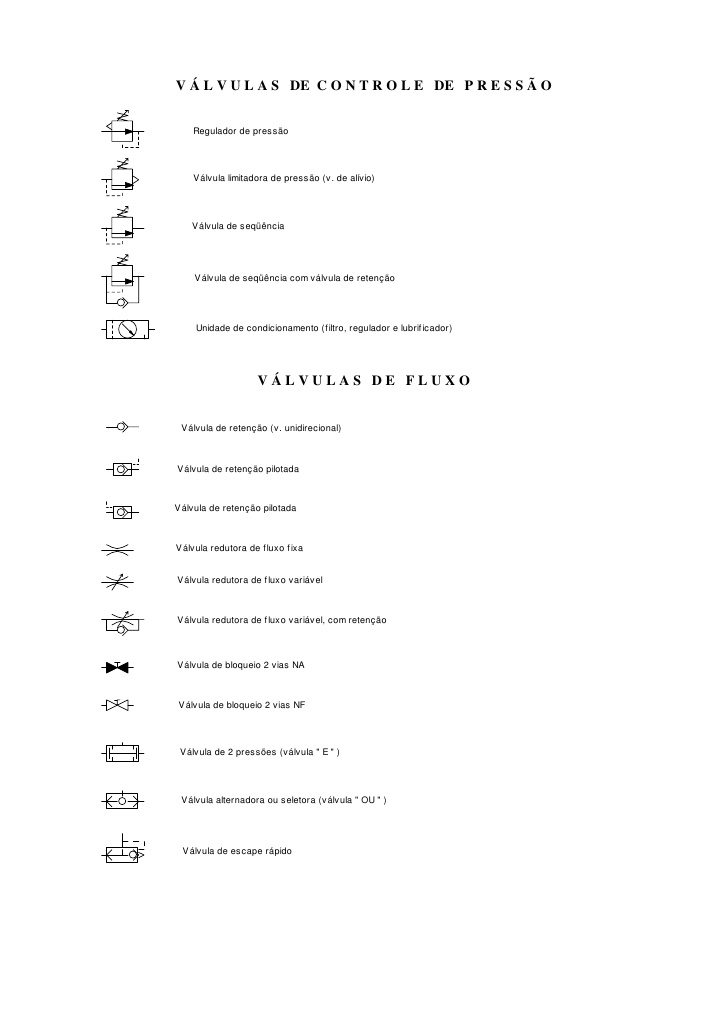 VÁLVULAS DE CONTROLE DE PRESSÃO
Regulador de pressão
Válvula limitadora de pressão (v. de alívio)
Válvula de seqüência
Válvula de seqüência com válvula de retenção
Unidade de condicionamento (filtro, regulador e lubrificador)
VÁLVULAS DE FLUXO
Válvula de retenção (v. unidirecional)
Válvula de retenção pilotada
Válvula de retenção pilotada
Válvula redutora de fluxo fixa
Válvula redutora de fluxo variável
Válvula redutora de fluxo variável, com retenção
Válvula de bloqueio 2 vias NA
Válvula de bloqueio 2 vias NF
Válvula de 2 pressões (válvula " E " )
Válvula alternadora ou seletora (válvula " OU " )
Válvula de escape rápido